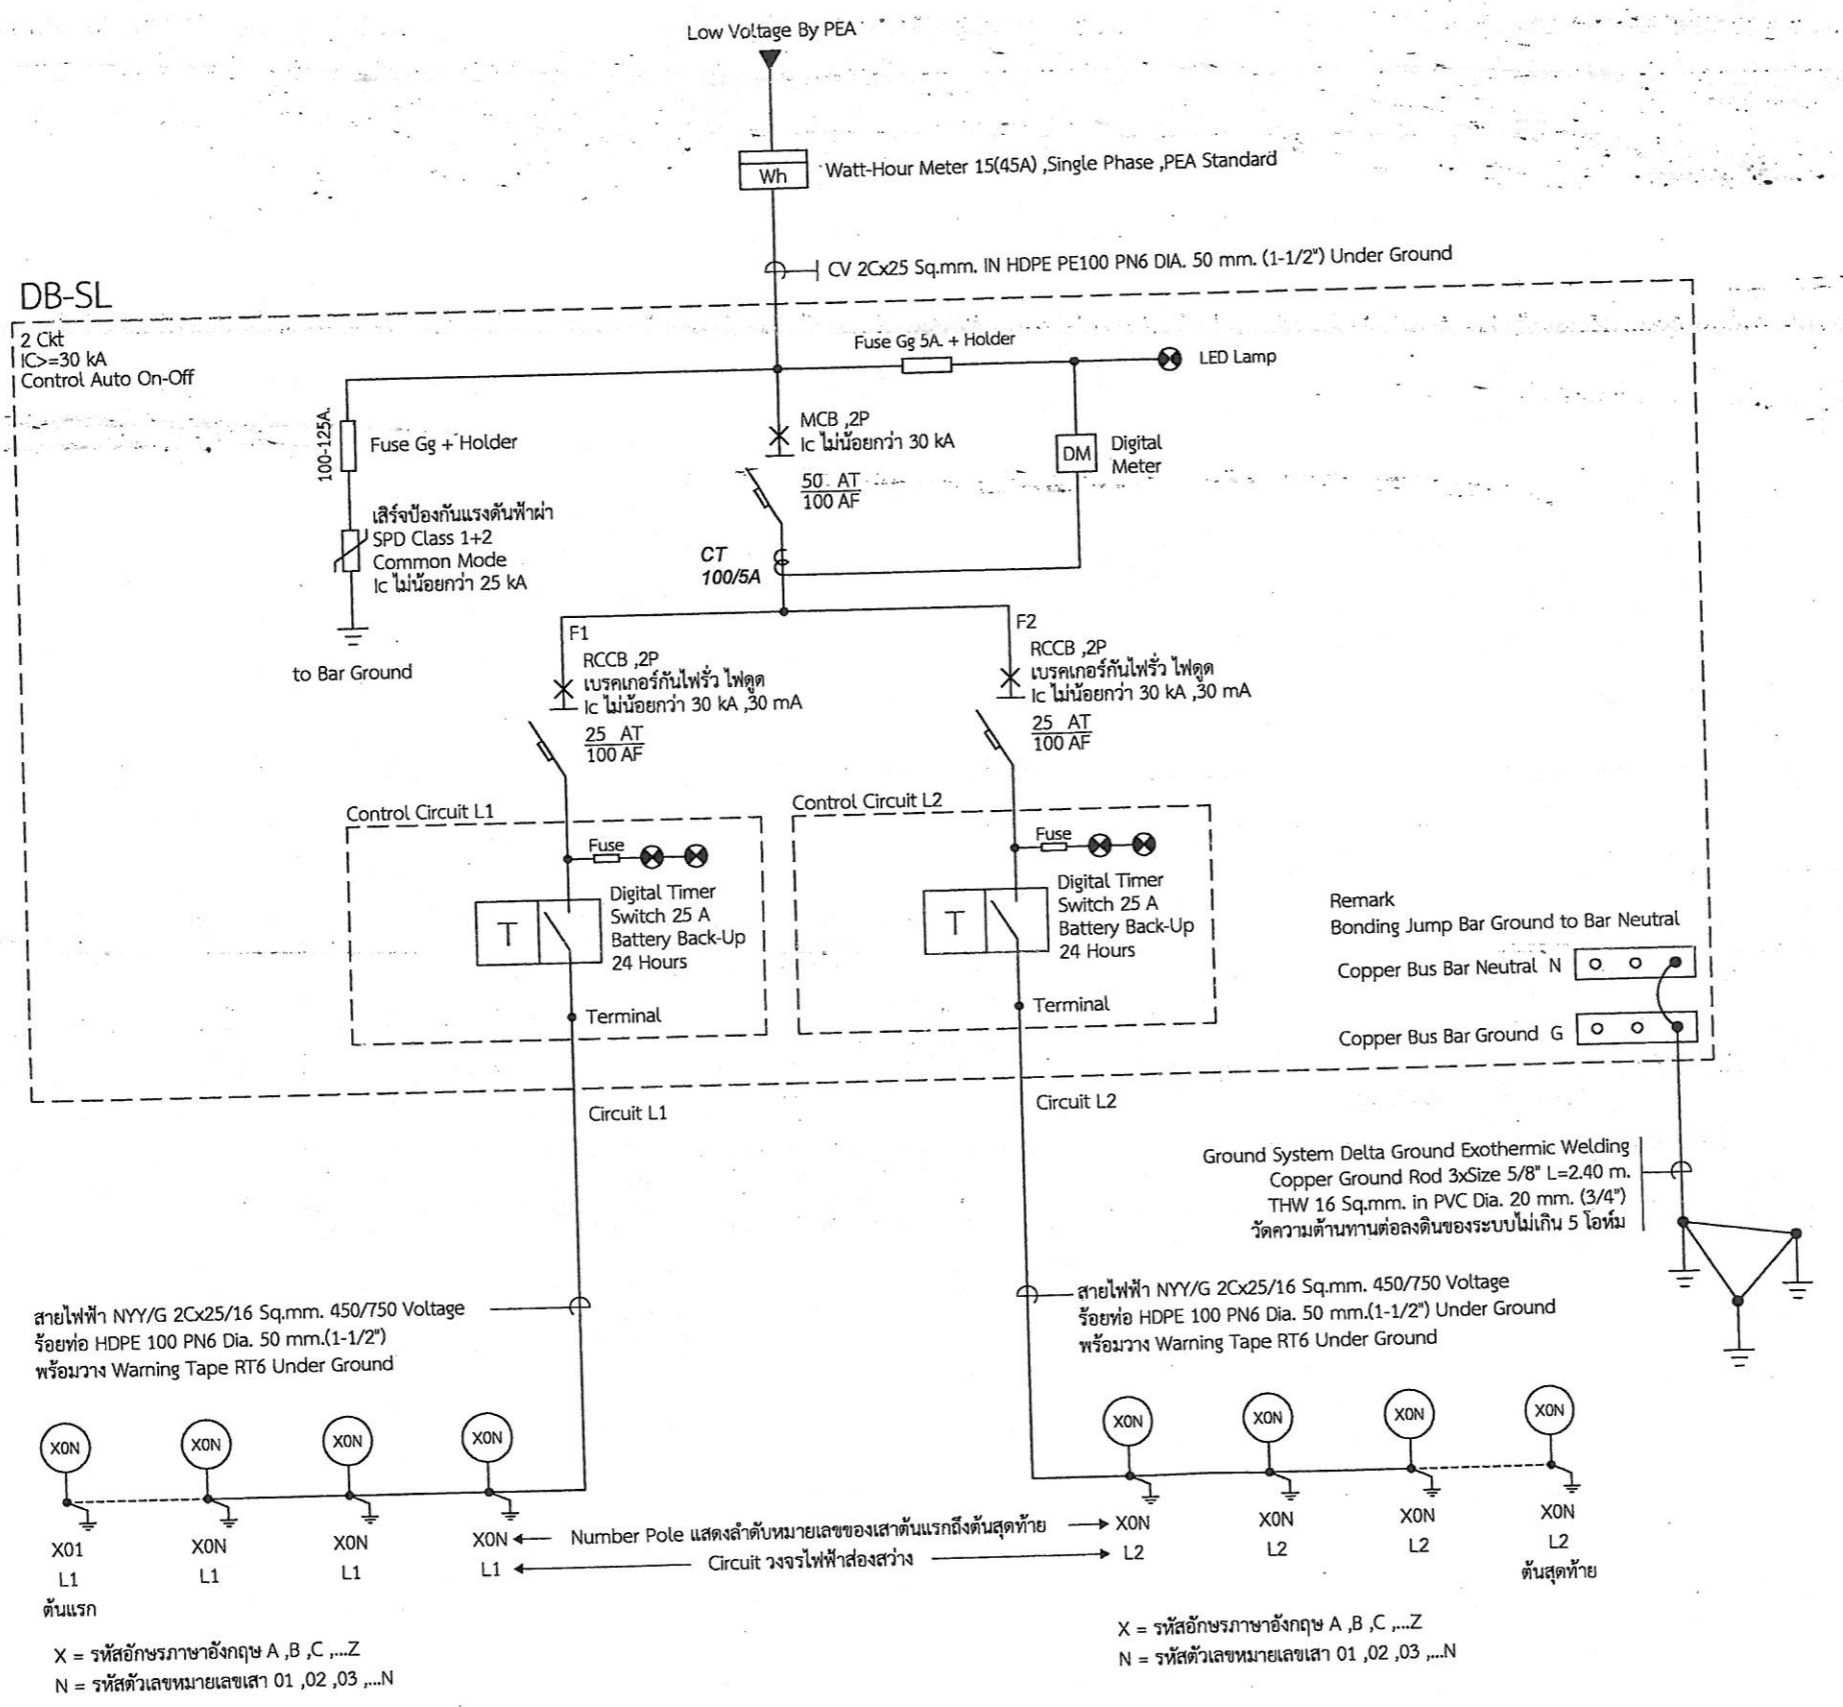 Low Voltage By PEA
Wh
Watt-Hour Meter 15(45A) ,Single Phase ,PEA Standard
CV 2Cx25 Sq.mm. IN HDPE PE100 PN6 DIA. 50 mm. (1-1/2") Under Ground
DB-SL
2 Ckt
IC>=30 kA
Control Auto On-Off
Fuse Gg 5A. + Holder
LED Lamp
100-125A.
Fuse Gg + Holder
MCB ,2P
Ic ไม่น้อยกว่า 30 kA
50 AT
100 AF
DM
Digital
Meter
เสิร์จป้องกันแรงดันฟ้าผ่า
SPD Class 1+2
Common Mode
Ic ไม่น้อยกว่า 25 kA
to Bar Ground
CT
100/5A
F1
RCCB ,2P
เบรคเกอร์กันไฟรั่ว ไฟดูด
Ic ไม่น้อยกว่า 30 kA ,30 mA
25 AT
100 AF
F2
RCCB ,2P
เบรคเกอร์กันไฟรั่ว ไฟดูด
Ic ไม่น้อยกว่า 30 kA ,30 mA
25 AT
100 AF
Control Circuit L1
Fuse
T
Digital Timer
Switch 25 A
Battery Back-Up
24 Hours
Terminal
Control Circuit L2
Fuse
T
Digital Timer
Switch 25 A
Battery Back-Up
24 Hours
Terminal
Remark
Bonding Jump Bar Ground to Bar Neutral
Copper Bus Bar Neutral N
Copper Bus Bar Ground G
Circuit L1
Circuit L2
Ground System Delta Ground Exothermic Welding
Copper Ground Rod 3xSize 5/8" L=2.40 m.
THW 16 Sq.mm. in PVC Dia. 20 mm. (3/4")
วัดความต้านทานต่อลงดินของระบบไม่เกิน 5 โอห์ม
สายไฟฟ้า NYY/G 2Cx25/16 Sq.mm. 450/750 Voltage
ร้อยท่อ HDPE 100 PN6 Dia. 50 mm.(1-1/2")
พร้อมวาง Warning Tape RT6 Under Ground
สายไฟฟ้า NYY/G 2Cx25/16 Sq.mm. 450/750 Voltage
ร้อยท่อ HDPE 100 PN6 Dia. 50 mm.(1-1/2") Under Ground
พร้อมวาง Warning Tape RT6 Under Ground
X0N X0N X0N X0N
X0N X0N X0N X0N
X01 X0N X0N X0N Number Pole แสดงลำดับหมายเลขของเสาต้นแรกถึงต้นสุดท้าย X0N X0N X0N X0N
L1 L1 L1 L1 Circuit วงจรไฟฟ้าส่องสว่าง L2 L2 L2 L2
ต้นแรก
ต้นสุดท้าย
X = รหัสอักษรภาษาอังกฤษ A ,B ,C ,...Z
N = รหัสตัวเลขหมายเลขเสา 01 ,02 ,03 ,...N
X = รหัสอักษรภาษาอังกฤษ A ,B ,C ,...Z
N = รหัสตัวเลขหมายเลขเสา 01 ,02 ,03 ,...N